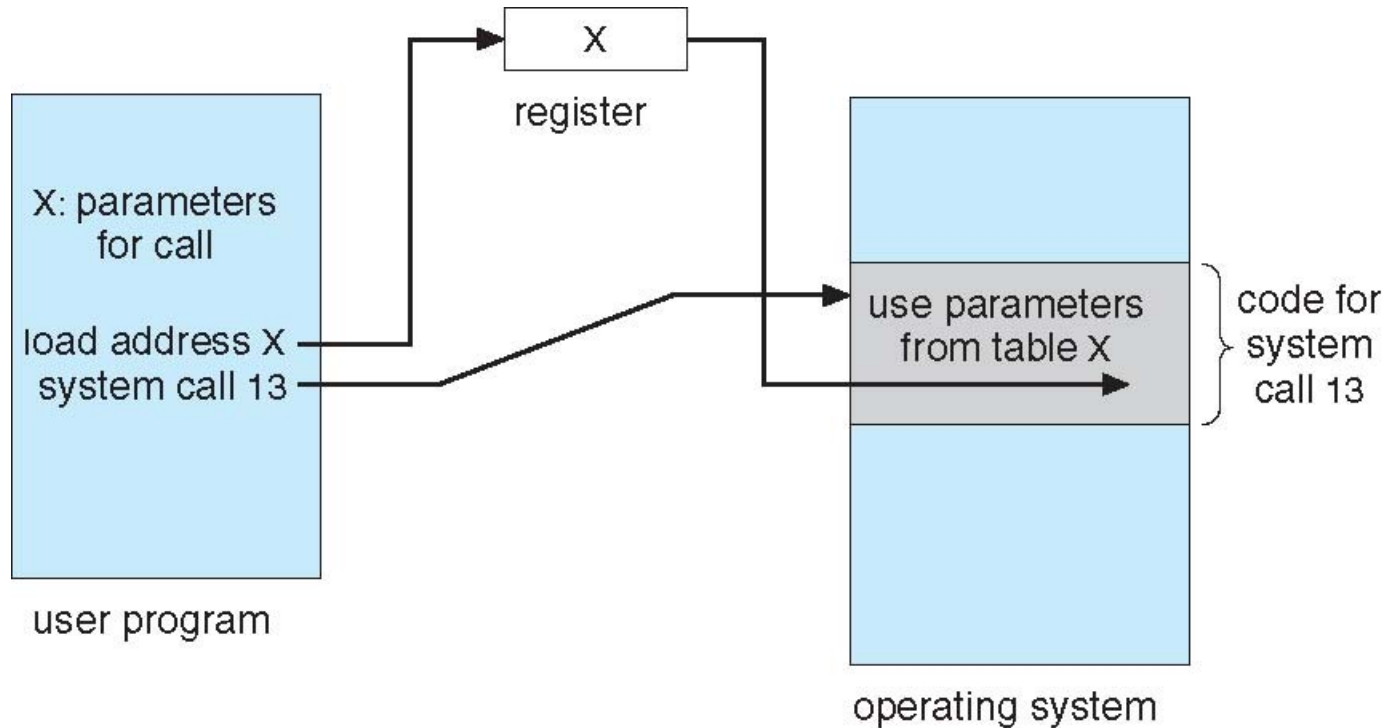 X
register
X: parameters
for call
load address X
system call 13
user program
use parameters
from table X
code for
system
call 13
operating system